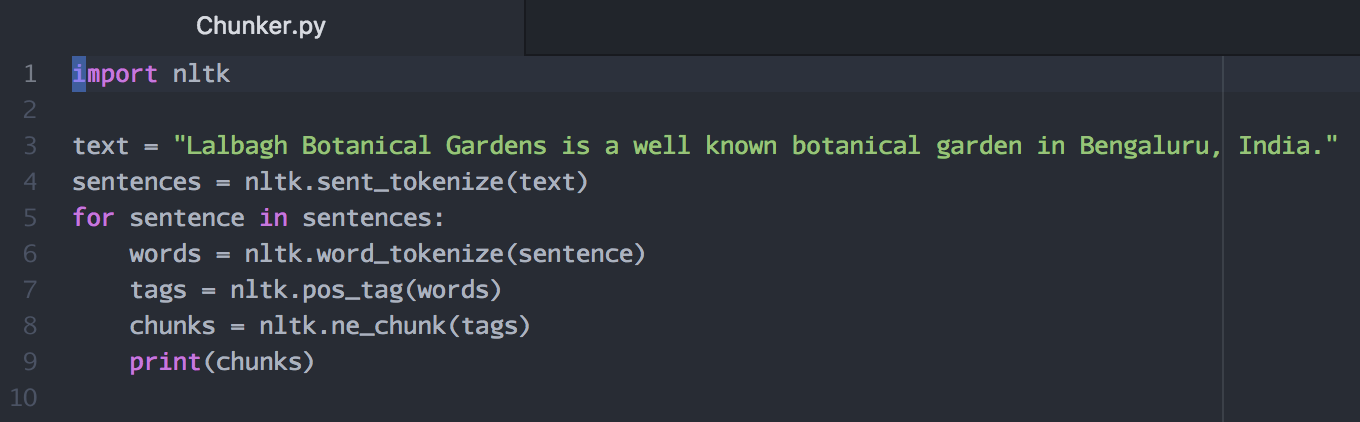 Chunker.py
1 import nltk
2
3 text = "Lalbagh Botanical Gardens is a well known botanical garden in Bengaluru, India."
4 sentences = nltk.sent_tokenize(text)
5 for sentence in sentences:
6     words = nltk.word_tokenize(sentence)
7     tags = nltk.pos_tag(words)
8     chunks = nltk.ne_chunk(tags)
9     print(chunks)
10